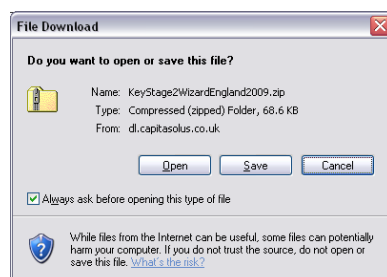 File Download
Do you want to open or save this file?
Name: KeyStage2WizardEngland2009.zip
Type: Compressed (zipped) Folder, 68.6 KB
From: dl.capitasolus.co.uk
Open Save Cancel
Always ask before opening this type of file
While files from the Internet can be useful, some files can potentially
harm your computer. If you do not trust the source, do not open or
save this file. What's the risk?